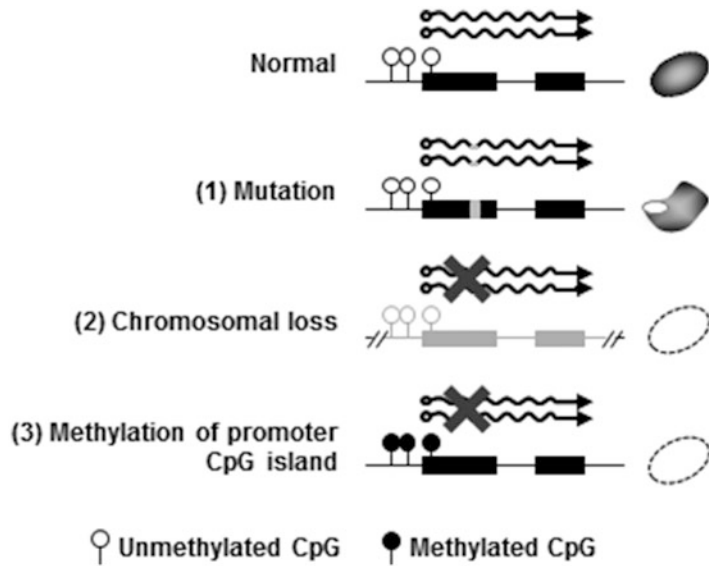 Normal
(1) Mutation
(2) Chromosomal loss
(3) Methylation of promoter
CpG island
Unmethylated CpG
Methylated CpG